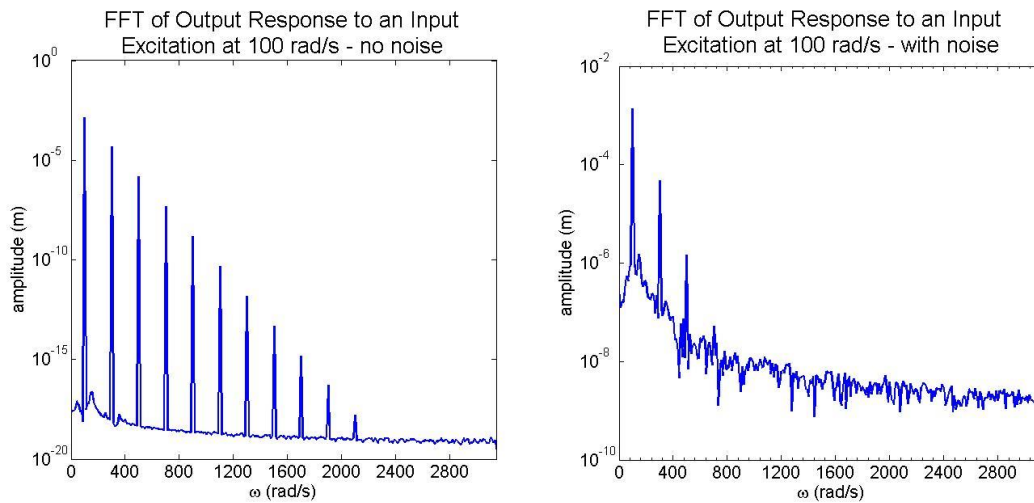 FFT of Output Response to an Input
Excitation at 100 rad/s - no noise
10^0
10^-5
10^-10
10^-15
10^-20
amplitude (m)
0 400 800 1200 1600 2000 2400 2800
ω (rad/s)
FFT of Output Response to an Input
Excitation at 100 rad/s - with noise
10^-2
10^-4
10^-6
10^-8
10^-10
amplitude (m)
0 400 800 1200 1600 2000 2400 2800
ω (rad/s)